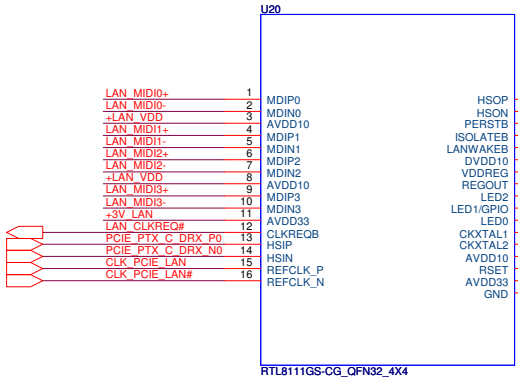 U20
LAN_MIDI0+ 1 MDIP0 HSOP
LAN_MIDI0- 2 MDIN0 HSON
+LAN_VDD 3 AVDD10 PERSTB
LAN_MIDI1+ 4 MDIP1 ISOLATEB
LAN_MIDI1- 5 MDIN1 LANWAKEB
LAN_MIDI2+ 6 MDIP2 DVDD10
LAN_MIDI2- 7 MDIN2 VDDREG
+LAN_VDD 8 AVDD10 REGOUT
LAN_MIDI3+ 9 MDIP3 LED2
LAN_MIDI3- 10 MDIN3 LED1/GPIO
+3V_LAN 11 AVDD33 LED0
LAN_CLKREQ# 12 CLKREQB CKXTAL1
PCIE_PTX_C_DRX_P0 13 HSIP CKXTAL2
PCIE_PTX_C_DRX_N0 14 HSIN AVDD10
CLK_PCIE_LAN 15 REFCLK_P RSET
CLK_PCIE_LAN# 16 REFCLK_N AVDD33
GND
RTL8111GS-CG_QFN32_4X4